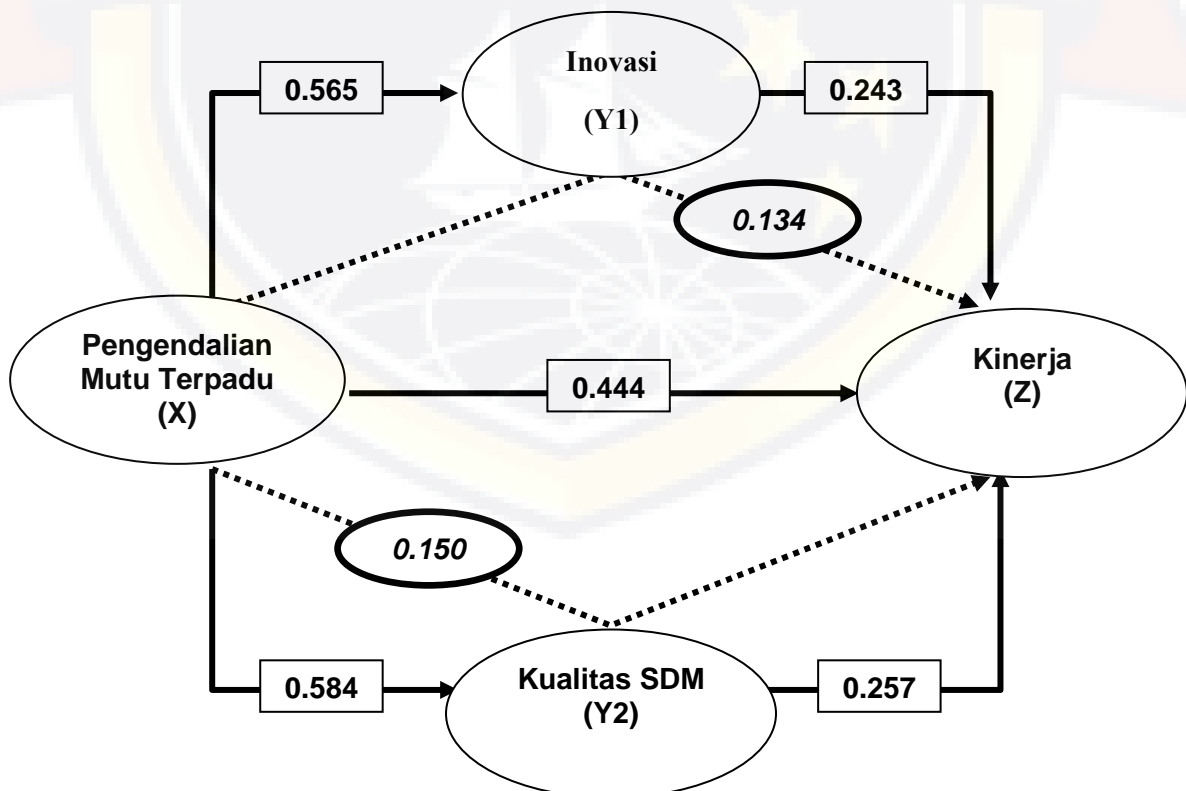 Inovasi
(Y1)
0.565
0.243
0.134
Pengendalian
Mutu Terpadu
(X)
0.444
Kinerja
(Z)
0.150
0.584
Kualitas SDM
(Y2)
0.257